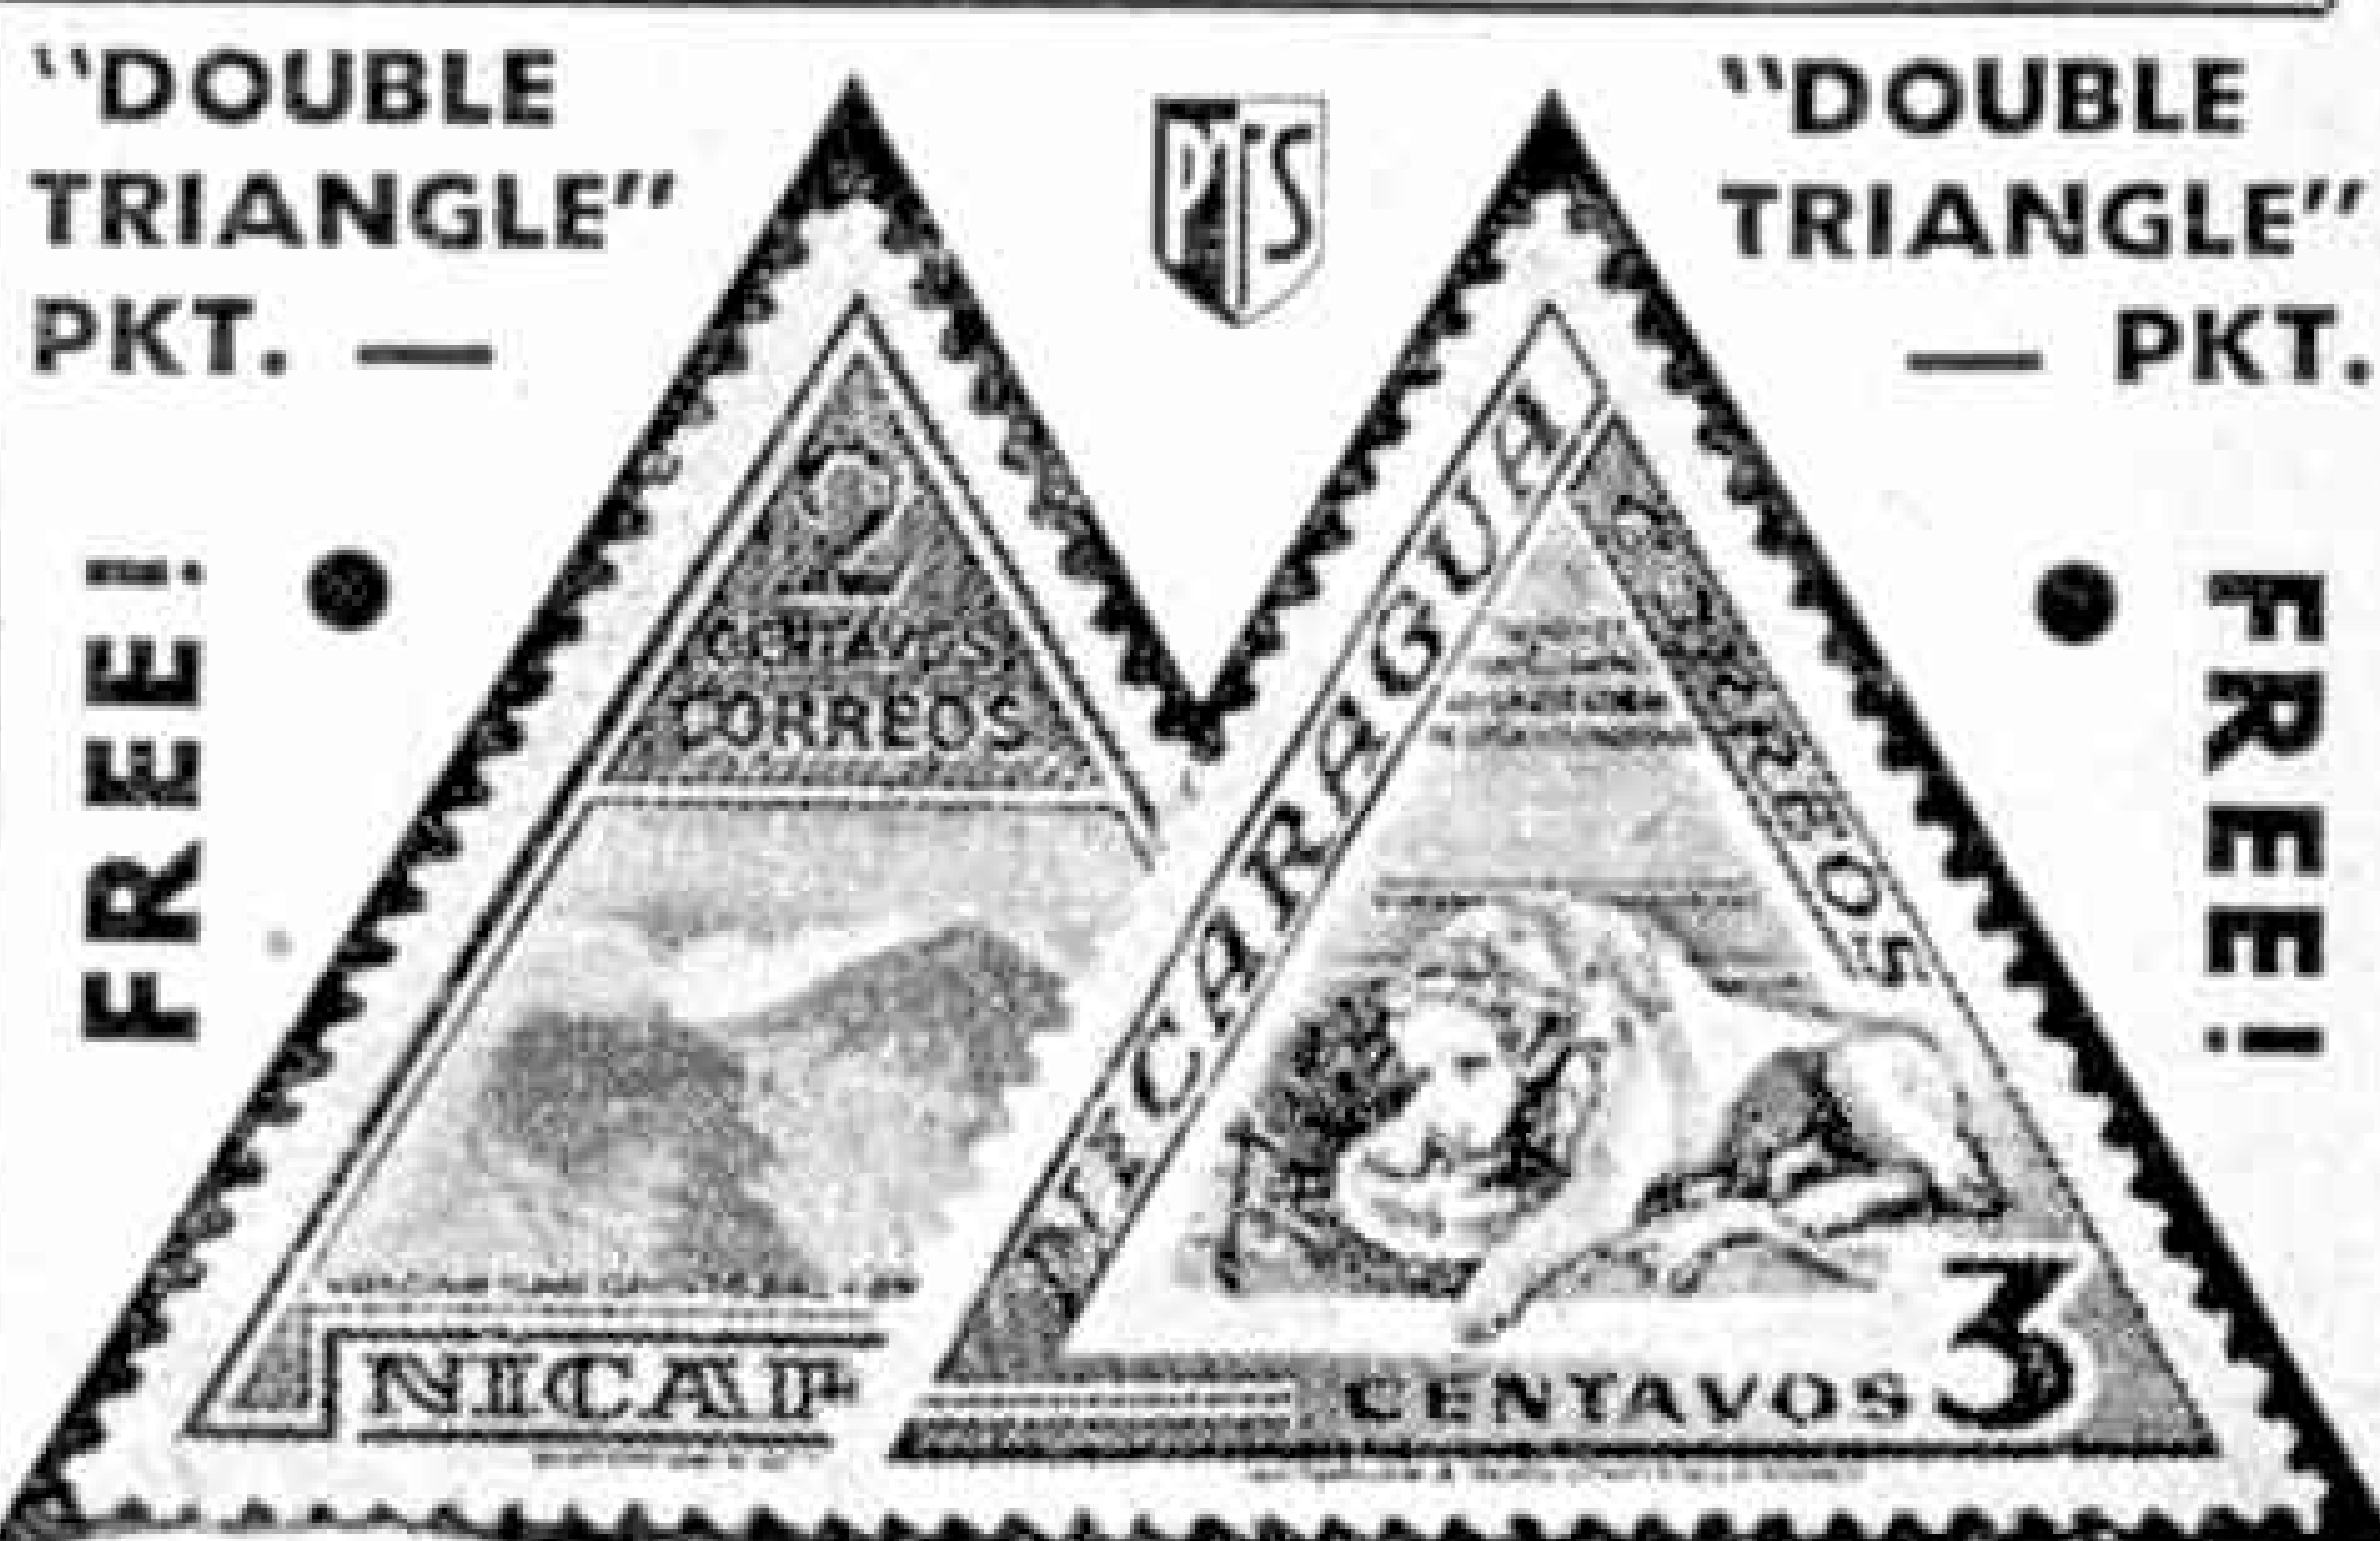 "DOUBLE
TRIANGLE"
PKT. —
FREE!
PTS
"DOUBLE
TRIANGLE"
— PKT.
FREE!
2
CENTAVOS
CORREOS
NICAR
NICARAGUA
CORREOS
CENTAVOS 3